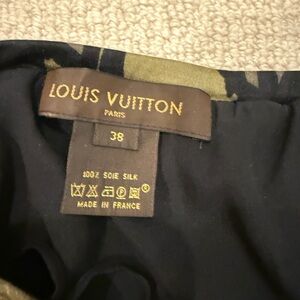 LOUIS VUITTON
PARIS
38
100% SOIE SILK
MADE IN FRANCE